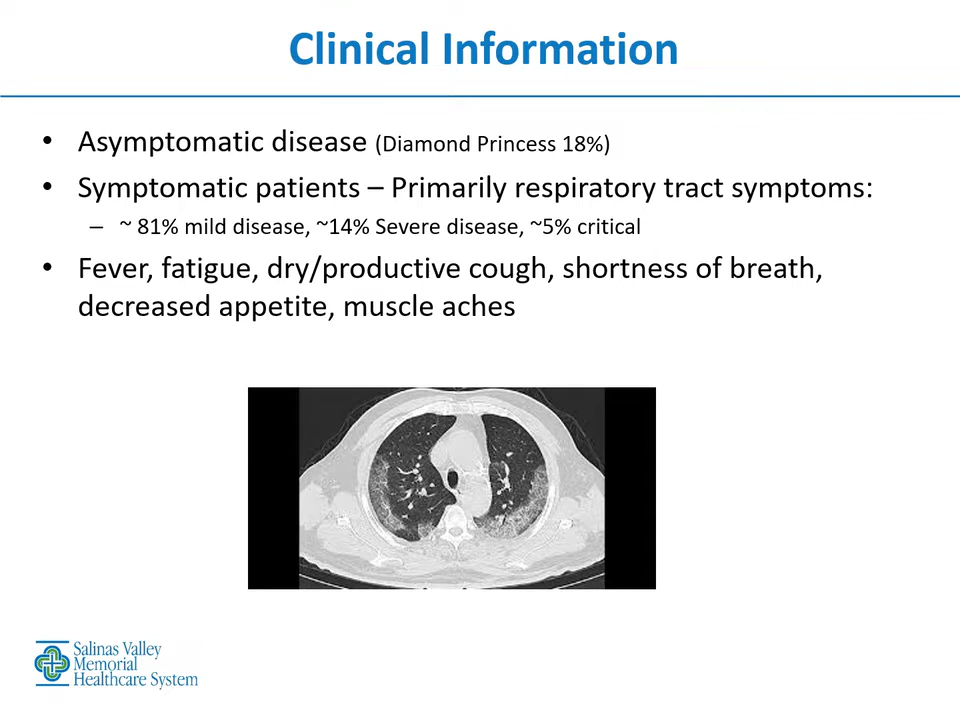 Clinical Information
• Asymptomatic disease (Diamond Princess 18%)
• Symptomatic patients – Primarily respiratory tract symptoms:
– ~ 81% mild disease, ~14% Severe disease, ~5% critical
• Fever, fatigue, dry/productive cough, shortness of breath,
decreased appetite, muscle aches
Salinas Valley
Memorial
Healthcare System